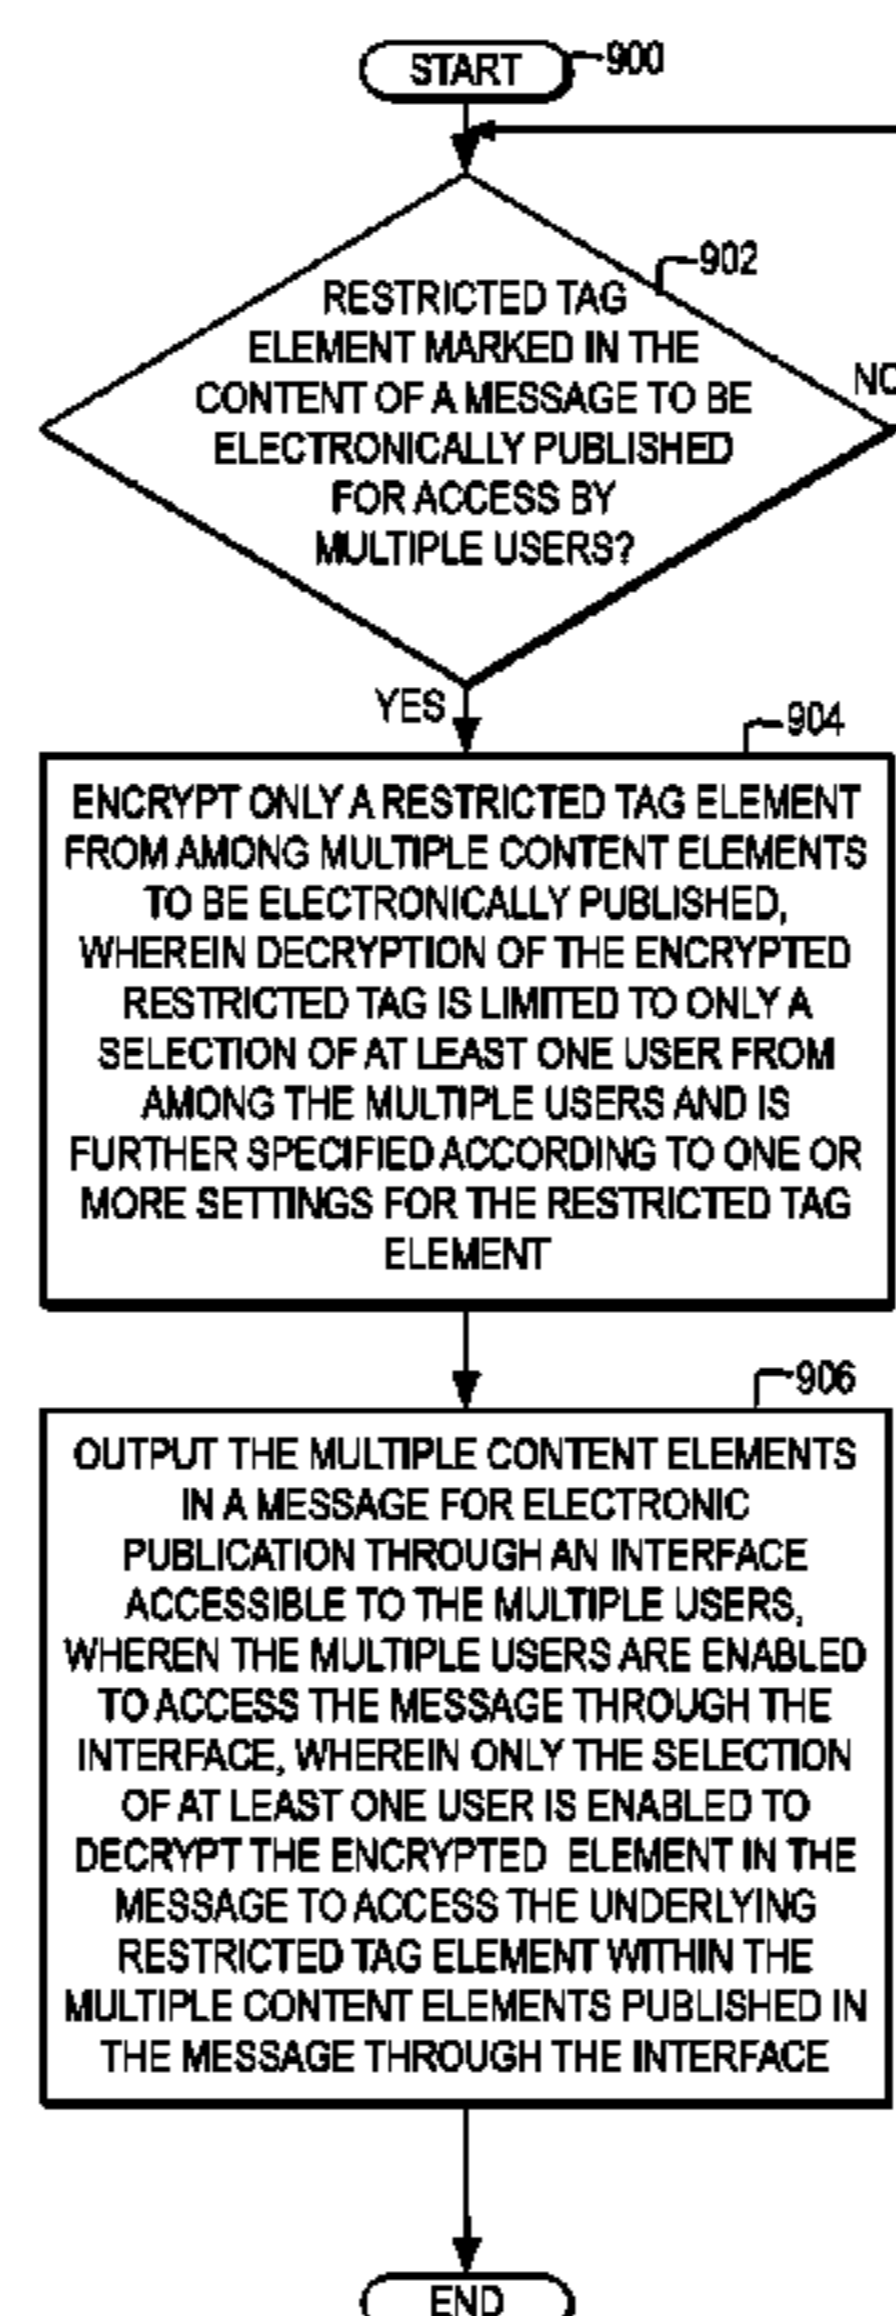 START
900
902
RESTRICTED TAG
ELEMENT MARKED IN THE
CONTENT OF A MESSAGE TO BE
ELECTRONICALLY PUBLISHED
FOR ACCESS BY
MULTIPLE USERS?
NO
YES
904
ENCRYPT ONLY A RESTRICTED TAG ELEMENT
FROM AMONG MULTIPLE CONTENT ELEMENTS
TO BE ELECTRONICALLY PUBLISHED,
WHEREIN DECRYPTION OF THE ENCRYPTED
RESTRICTED TAG IS LIMITED TO ONLY A
SELECTION OF AT LEAST ONE USER FROM
AMONG THE MULTIPLE USERS AND IS
FURTHER SPECIFIED ACCORDING TO ONE OR
MORE SETTINGS FOR THE RESTRICTED TAG
ELEMENT
906
OUTPUT THE MULTIPLE CONTENT ELEMENTS
IN A MESSAGE FOR ELECTRONIC
PUBLICATION THROUGH AN INTERFACE
ACCESSIBLE TO THE MULTIPLE USERS,
WHEREN THE MULTIPLE USERS ARE ENABLED
TO ACCESS THE MESSAGE THROUGH THE
INTERFACE, WHEREIN ONLY THE SELECTION
OF AT LEAST ONE USER IS ENABLED TO
DECRYPT THE ENCRYPTED ELEMENT IN THE
MESSAGE TO ACCESS THE UNDERLYING
RESTRICTED TAG ELEMENT WITHIN THE
MULTIPLE CONTENT ELEMENTS PUBLISHED IN
THE MESSAGE THROUGH THE INTERFACE
END